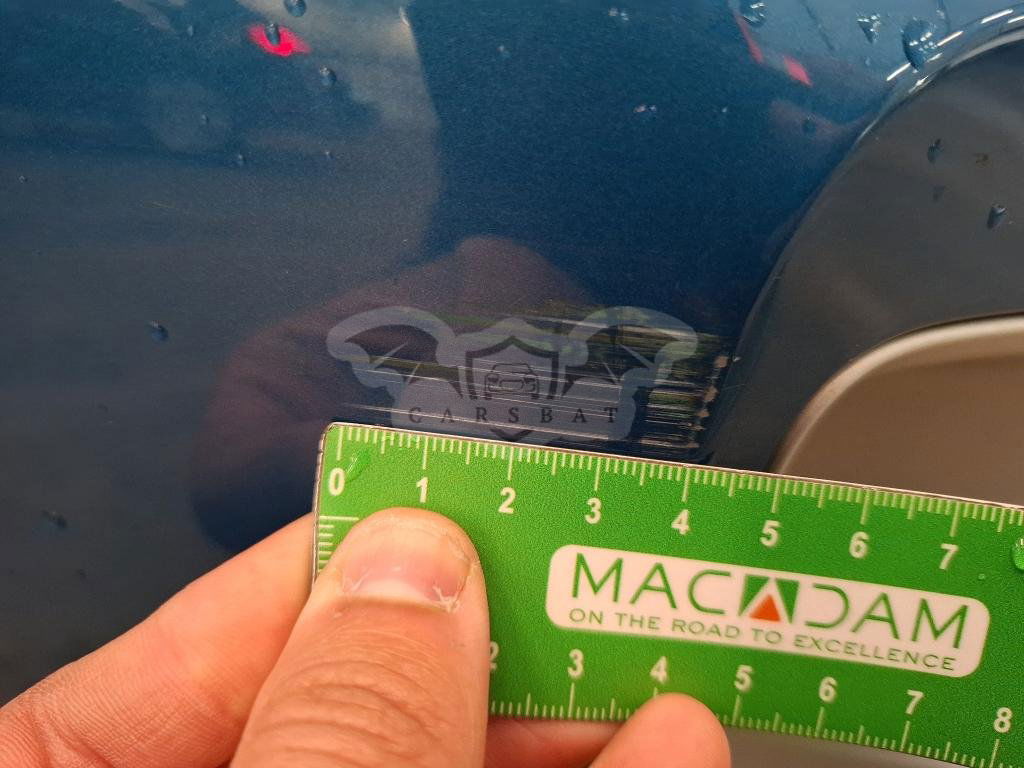 CARSBAT
0 1 2 3 4 5 6 7
MACADAM
ON THE ROAD TO EXCELLENCE
2 3 4 5 6 7 8